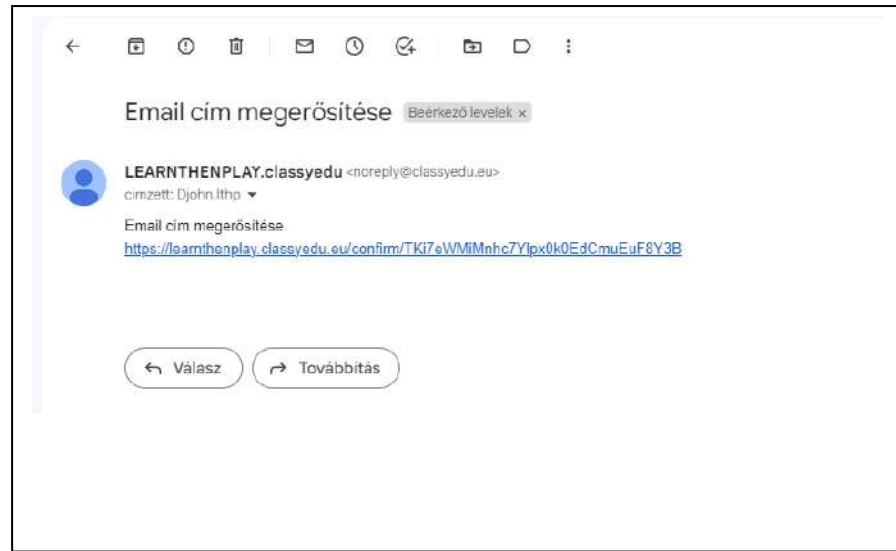 Email cím megerősítése Beérkező levelek x
LEARNTHENPLAY.classyedu <noreply@classyedu.eu>
címzett: Djohn.lthp
Email cím megerősítése
https://learnthenplay.classyedu.eu/confirm/TKi7eWMiMnhc7Ylpx0k0EdCmuEuF8Y3B
Válasz Továbbítás